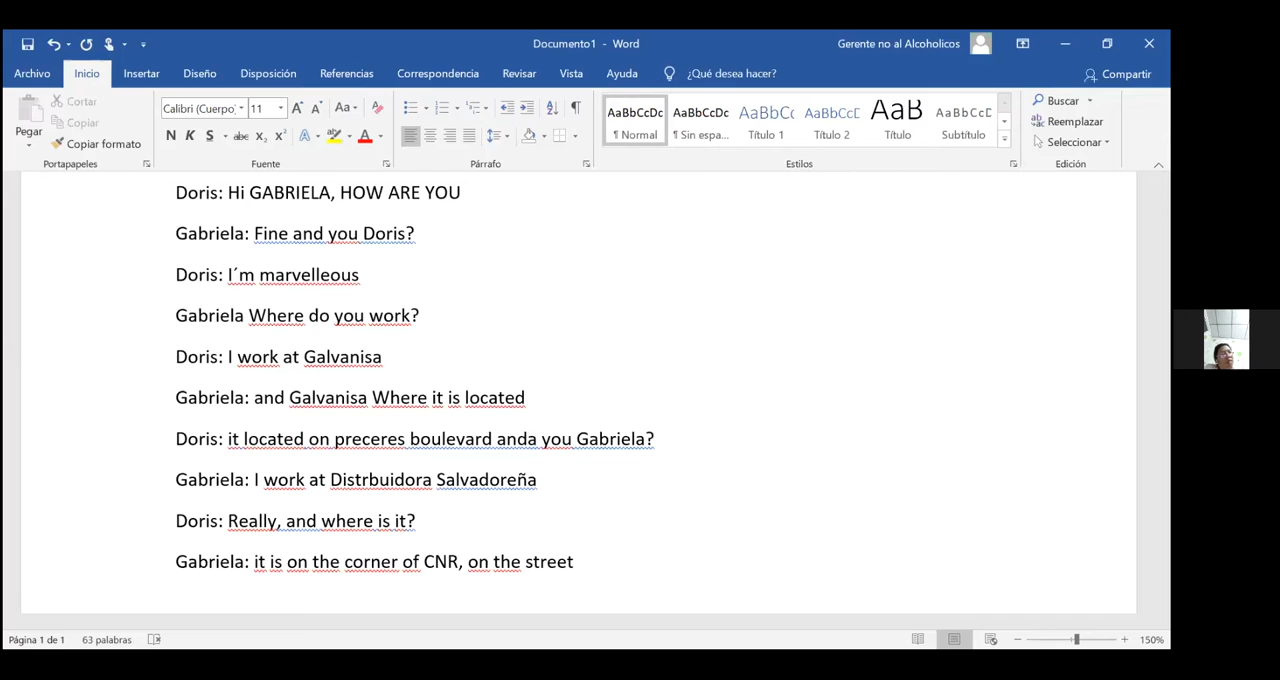 Documento1 - Word
Gerente no al Alcoholicos
Archivo Inicio Insertar Diseño Disposición Referencias Correspondencia Revisar Vista Ayuda ¿Qué desea hacer? Compartir
Pegar
Cortar
Copiar
Copiar formato
Portapapeles
Calibri (Cuerpo) 11
N K S abc
Fuente
Párrafo
AaBbCcDc AaBbCcDc AaBbCc AaBbCcD AaB AaBbCcD
¶ Normal ¶ Sin espa... Título 1 Título 2 Título Subtítulo
Estilos
Buscar
Reemplazar
Seleccionar
Edición
Doris: Hi GABRIELA, HOW ARE YOU
Gabriela: Fine and you Doris?
Doris: I´m marvelleous
Gabriela Where do you work?
Doris: I work at Galvanisa
Gabriela: and Galvanisa Where it is located
Doris: it located on preceres boulevard anda you Gabriela?
Gabriela: I work at Distrbuidora Salvadoreña
Doris: Really, and where is it?
Gabriela: it is on the corner of CNR, on the street
Página 1 de 1 63 palabras 150%